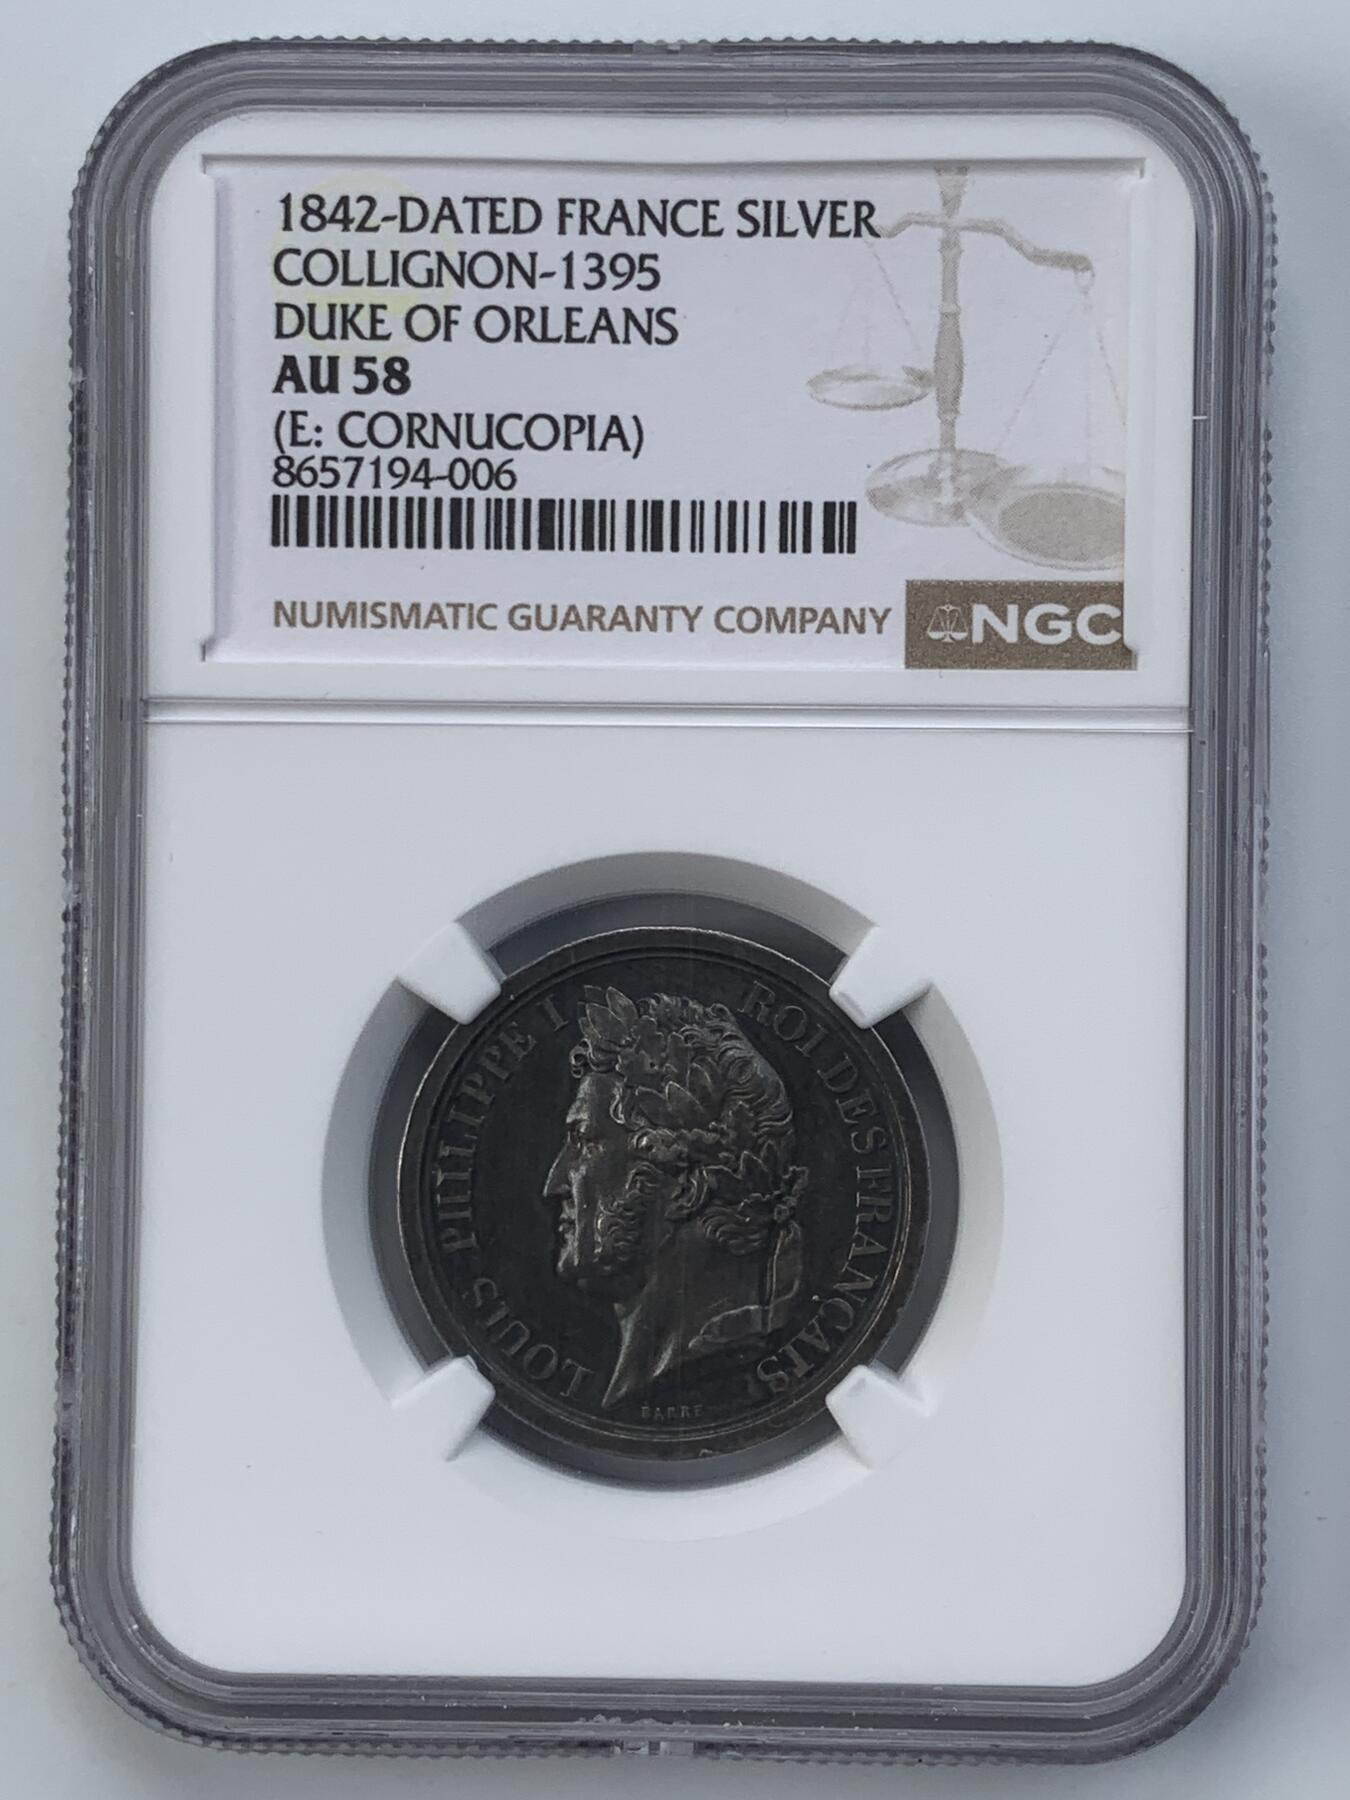 1842-DATED FRANCE SILVER
COLLIGNON-1395
DUKE OF ORLEANS
AU 58
(E: CORNUCOPIA)
8657194-006
NUMISMATIC GUARANTY COMPANY
NGC
LOUIS PHILIPPE I ROI DES FRANÇAIS
BARRE